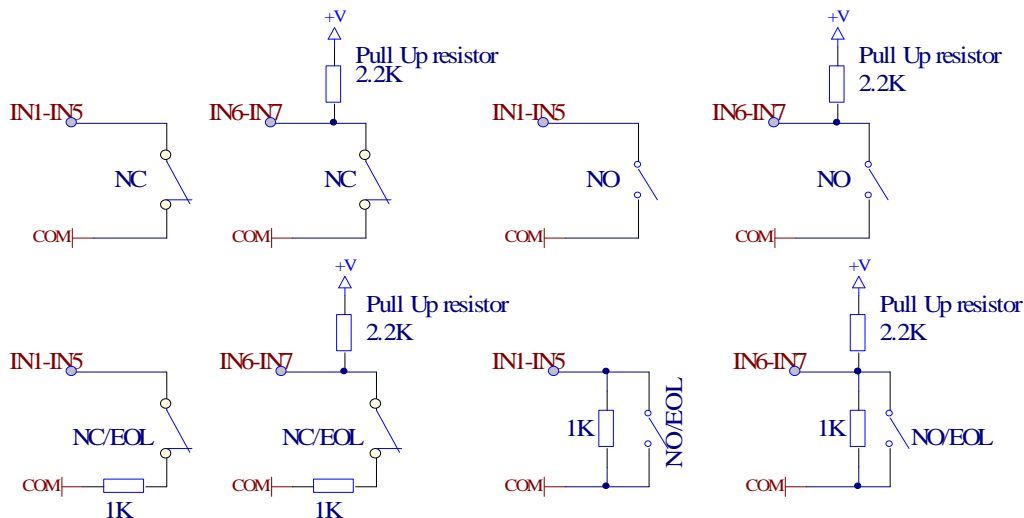 +V
+V
Pull Up resistor
2.2K
Pull Up resistor
2.2K
IN1-IN5
IN6-IN7
IN1-IN5
IN6-IN7
NC
NC
NO
NO
COM
COM
COM
COM
+V
+V
Pull Up resistor
2.2K
Pull Up resistor
2.2K
IN1-IN5
IN6-IN7
IN1-IN5
IN6-IN7
NC/EOL
NC/EOL
1K
NO/EOL
1K
NO/EOL
COM
1K
COM
1K
COM
COM